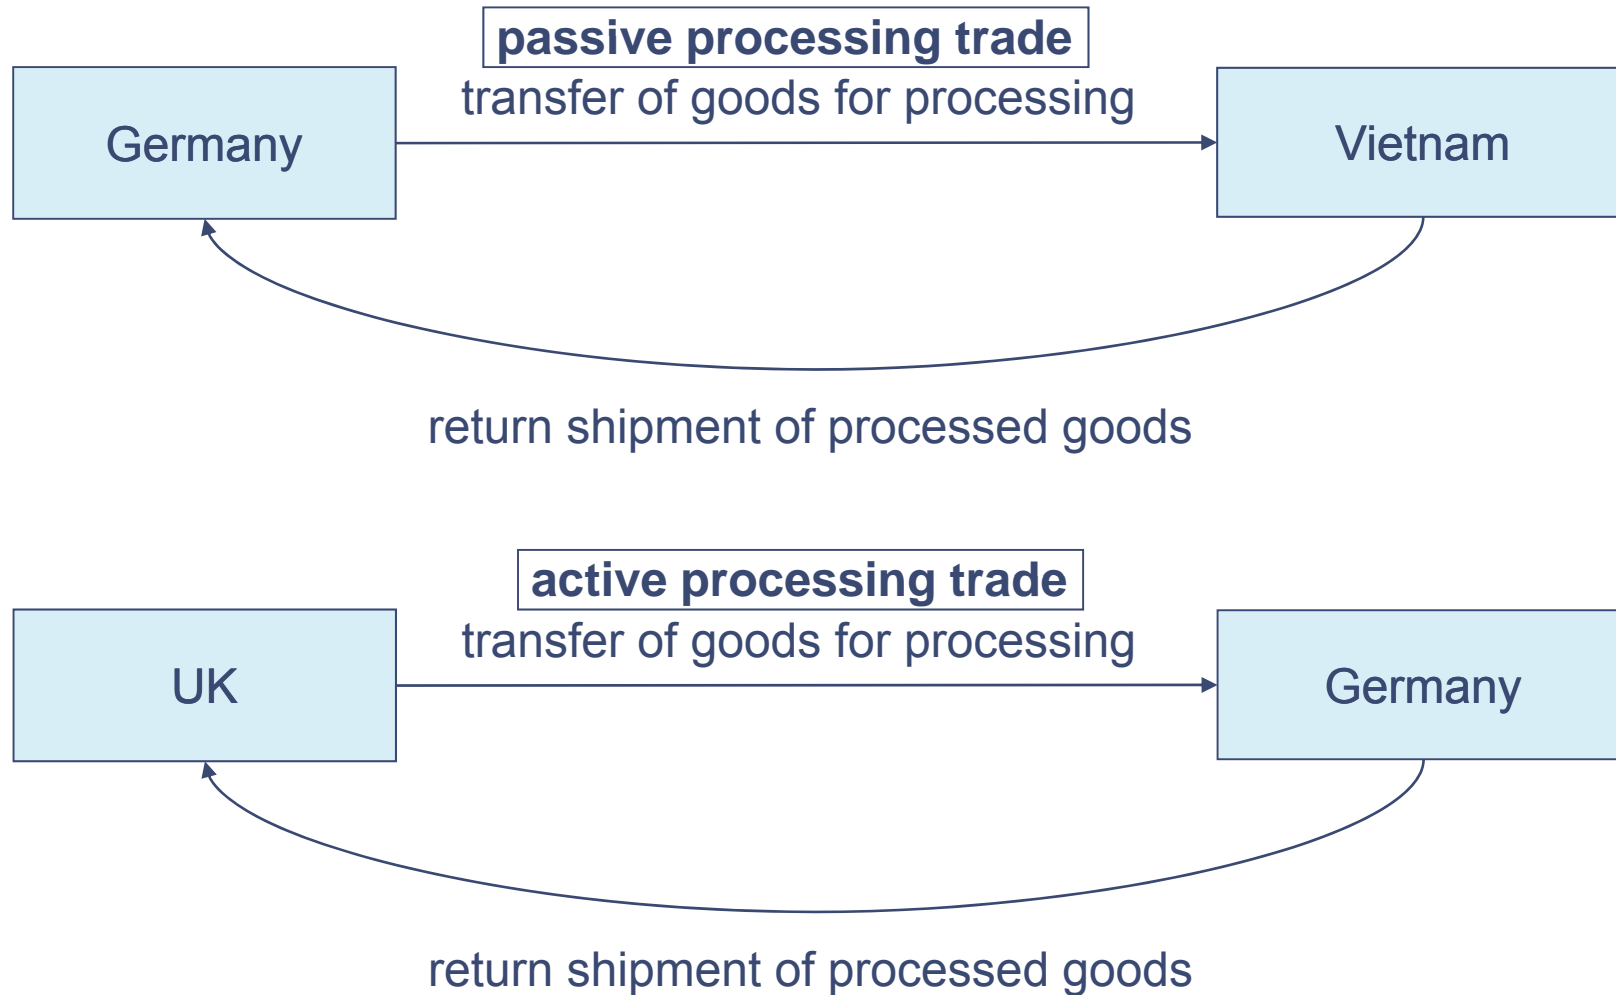 passive processing trade
transfer of goods for processing
Germany
Vietnam
return shipment of processed goods
active processing trade
transfer of goods for processing
UK
Germany
return shipment of processed goods